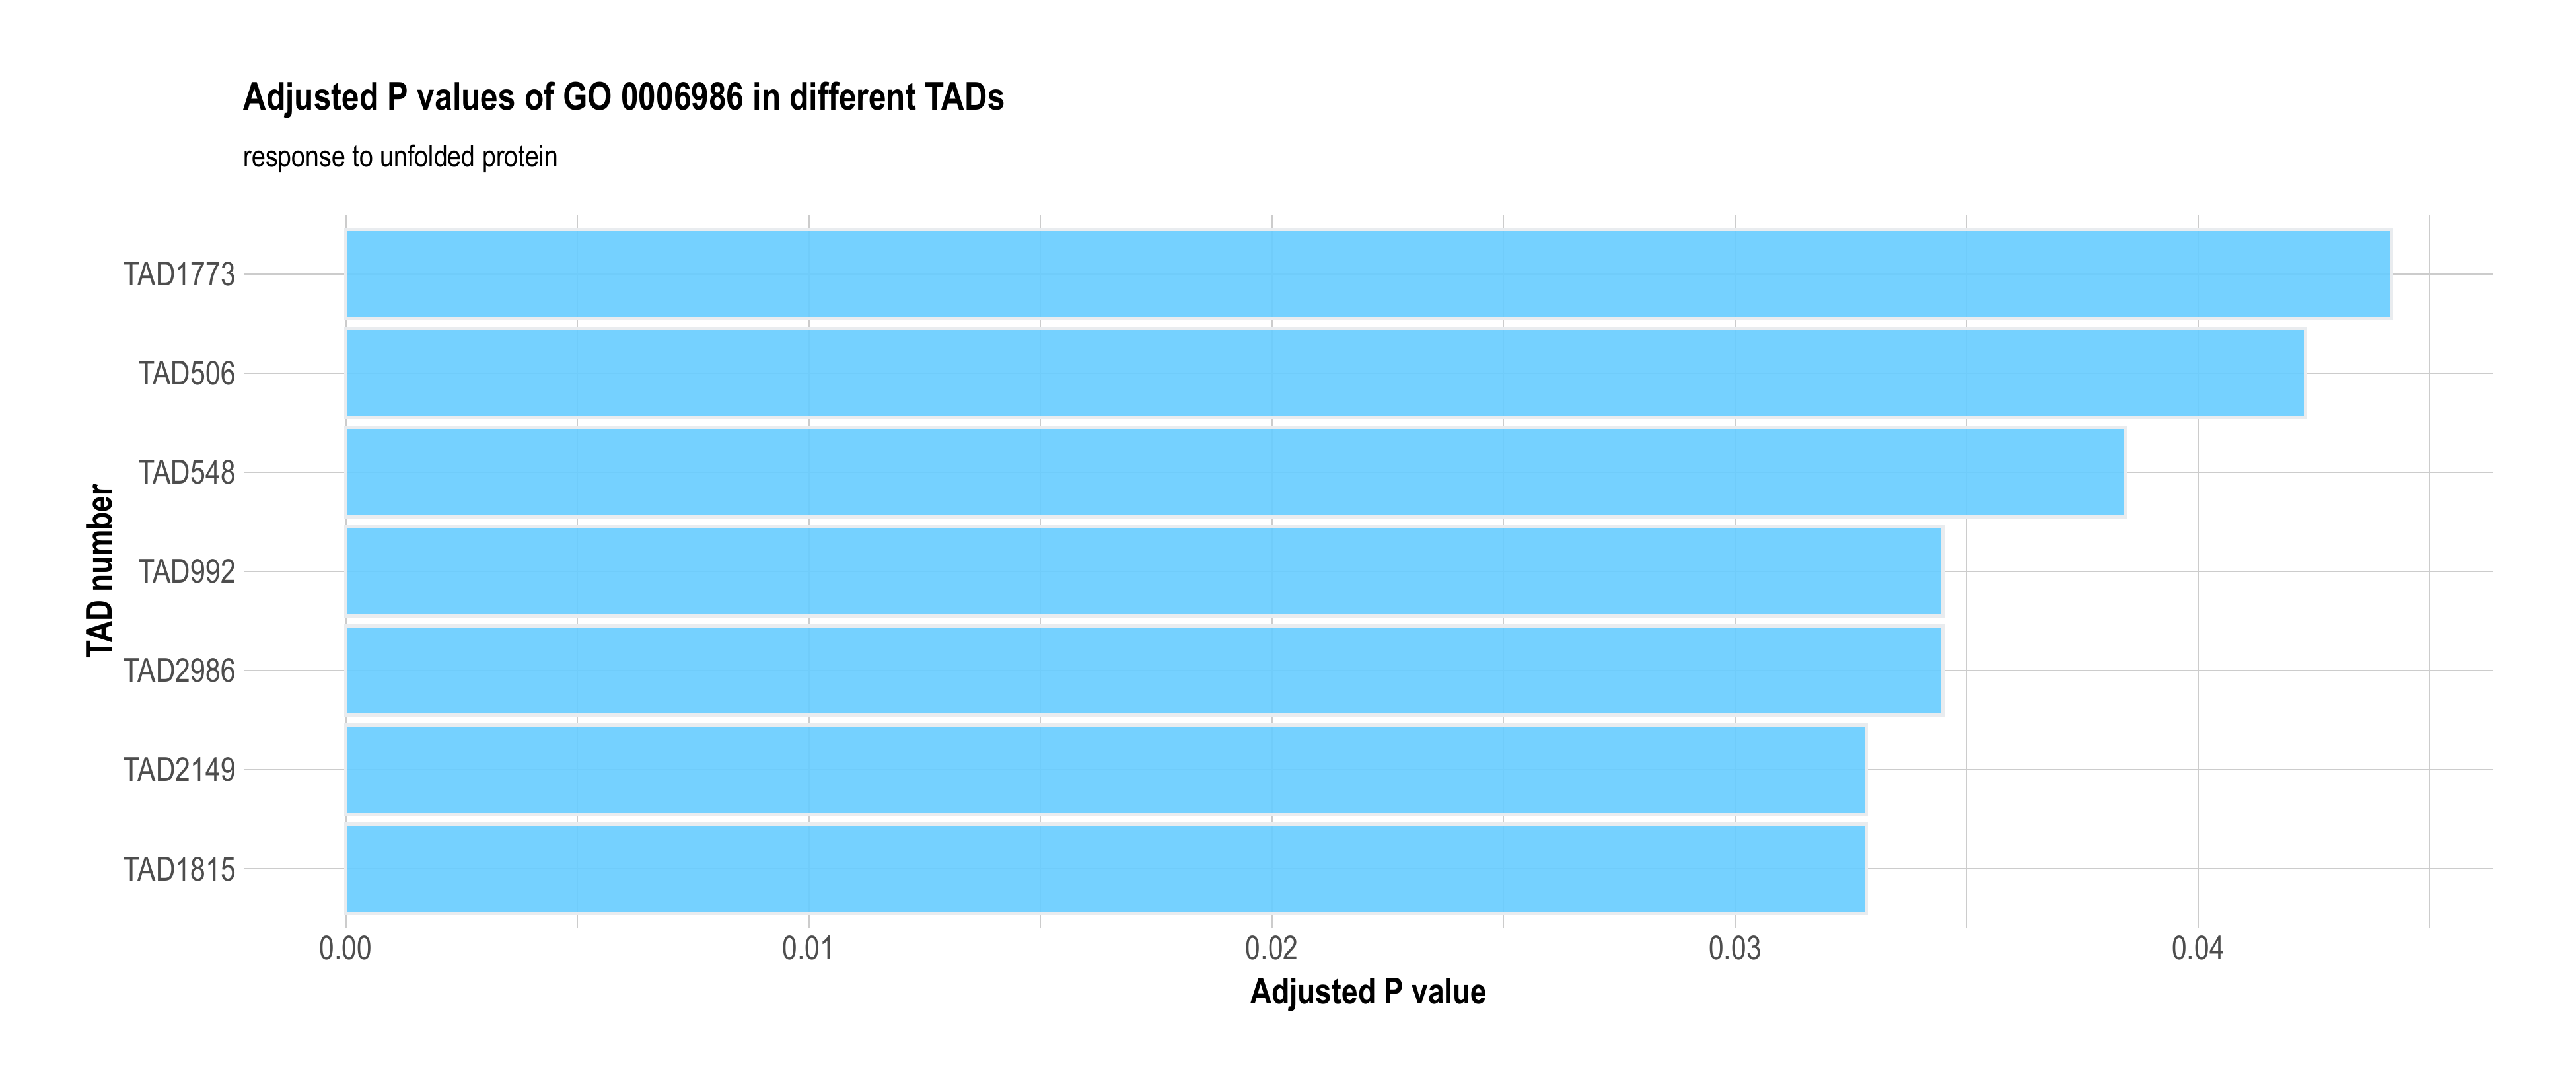 Adjusted P values of GO 0006986 in different TADs
response to unfolded protein
TAD number
TAD1773
TAD506
TAD548
TAD992
TAD2986
TAD2149
TAD1815
0.00 0.01 0.02 0.03 0.04
Adjusted P value